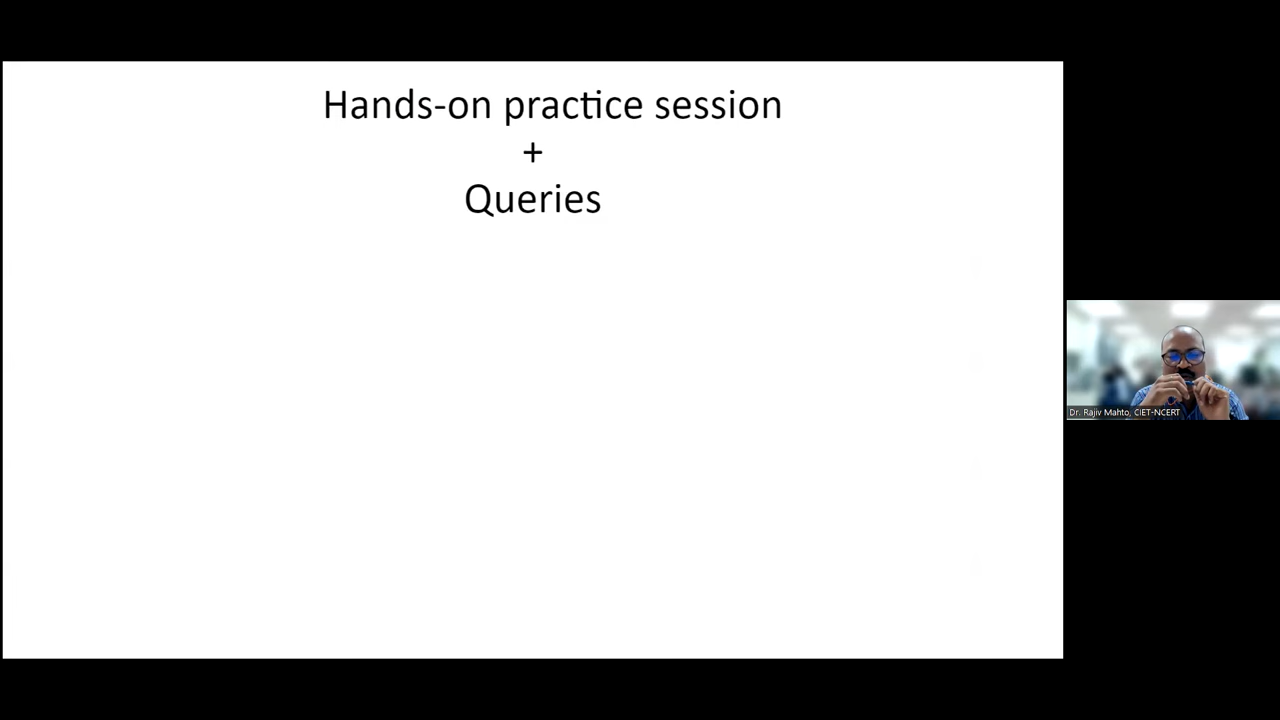 Hands-on practice session
+
Queries
Dr. Rajiv Mahto, CIET-NCERT